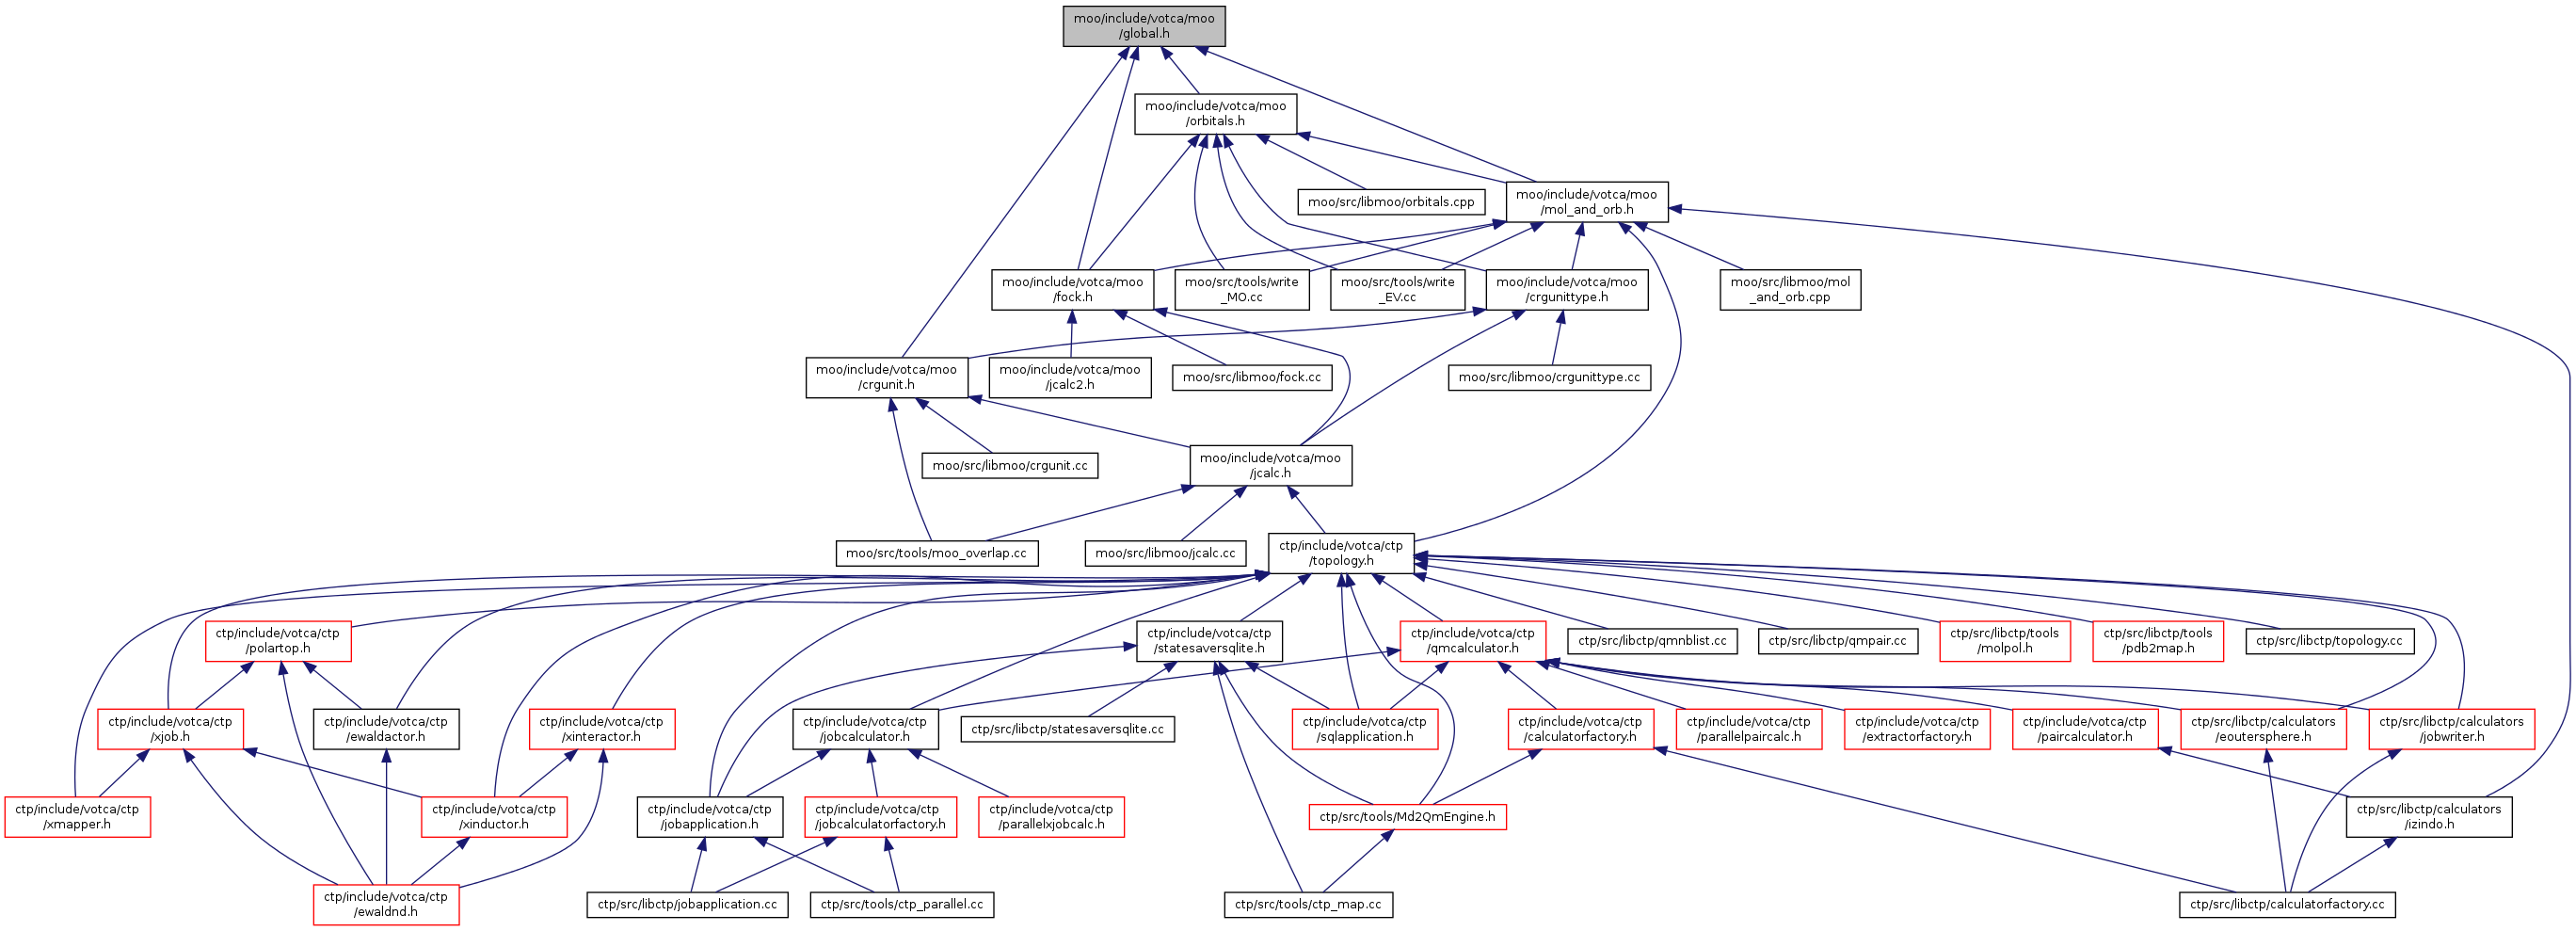 moo/include/votca/moo
/global.h
moo/include/votca/moo
/orbitals.h
moo/src/libmoo/orbitals.cpp
moo/include/votca/moo
/mol_and_orb.h
moo/include/votca/moo
/fock.h
moo/src/tools/write
_MO.cc
moo/src/tools/write
_EV.cc
moo/include/votca/moo
/crgunittype.h
moo/src/libmoo/mol
_and_orb.cpp
moo/include/votca/moo
/crgunit.h
moo/include/votca/moo
/jcalc2.h
moo/src/libmoo/fock.cc
moo/src/libmoo/crgunittype.cc
moo/src/libmoo/crgunit.cc
moo/include/votca/moo
/jcalc.h
moo/src/tools/moo_overlap.cc
moo/src/libmoo/jcalc.cc
ctp/include/votca/ctp
/topology.h
ctp/include/votca/ctp
/polartop.h
ctp/include/votca/ctp
/statesaversqlite.h
ctp/include/votca/ctp
/qmcalculator.h
ctp/src/libctp/qmnblist.cc
ctp/src/libctp/qmpair.cc
ctp/src/libctp/tools
/molpol.h
ctp/src/libctp/tools
/pdb2map.h
ctp/src/libctp/topology.cc
ctp/include/votca/ctp
/xjob.h
ctp/include/votca/ctp
/ewaldactor.h
ctp/include/votca/ctp
/xinteractor.h
ctp/include/votca/ctp
/jobcalculator.h
ctp/src/libctp/statesaversqlite.cc
ctp/include/votca/ctp
/sqlapplication.h
ctp/include/votca/ctp
/calculatorfactory.h
ctp/include/votca/ctp
/parallelpaircalc.h
ctp/include/votca/ctp
/extractorfactory.h
ctp/include/votca/ctp
/paircalculator.h
ctp/src/libctp/calculators
/eoutersphere.h
ctp/src/libctp/calculators
/jobwriter.h
ctp/include/votca/ctp
/xmapper.h
ctp/include/votca/ctp
/xinductor.h
ctp/include/votca/ctp
/jobapplication.h
ctp/include/votca/ctp
/jobcalculatorfactory.h
ctp/include/votca/ctp
/parallelxjobcalc.h
ctp/src/tools/Md2QmEngine.h
ctp/src/libctp/calculators
/izindo.h
ctp/include/votca/ctp
/ewaldnd.h
ctp/src/libctp/jobapplication.cc
ctp/src/tools/ctp_parallel.cc
ctp/src/tools/ctp_map.cc
ctp/src/libctp/calculatorfactory.cc